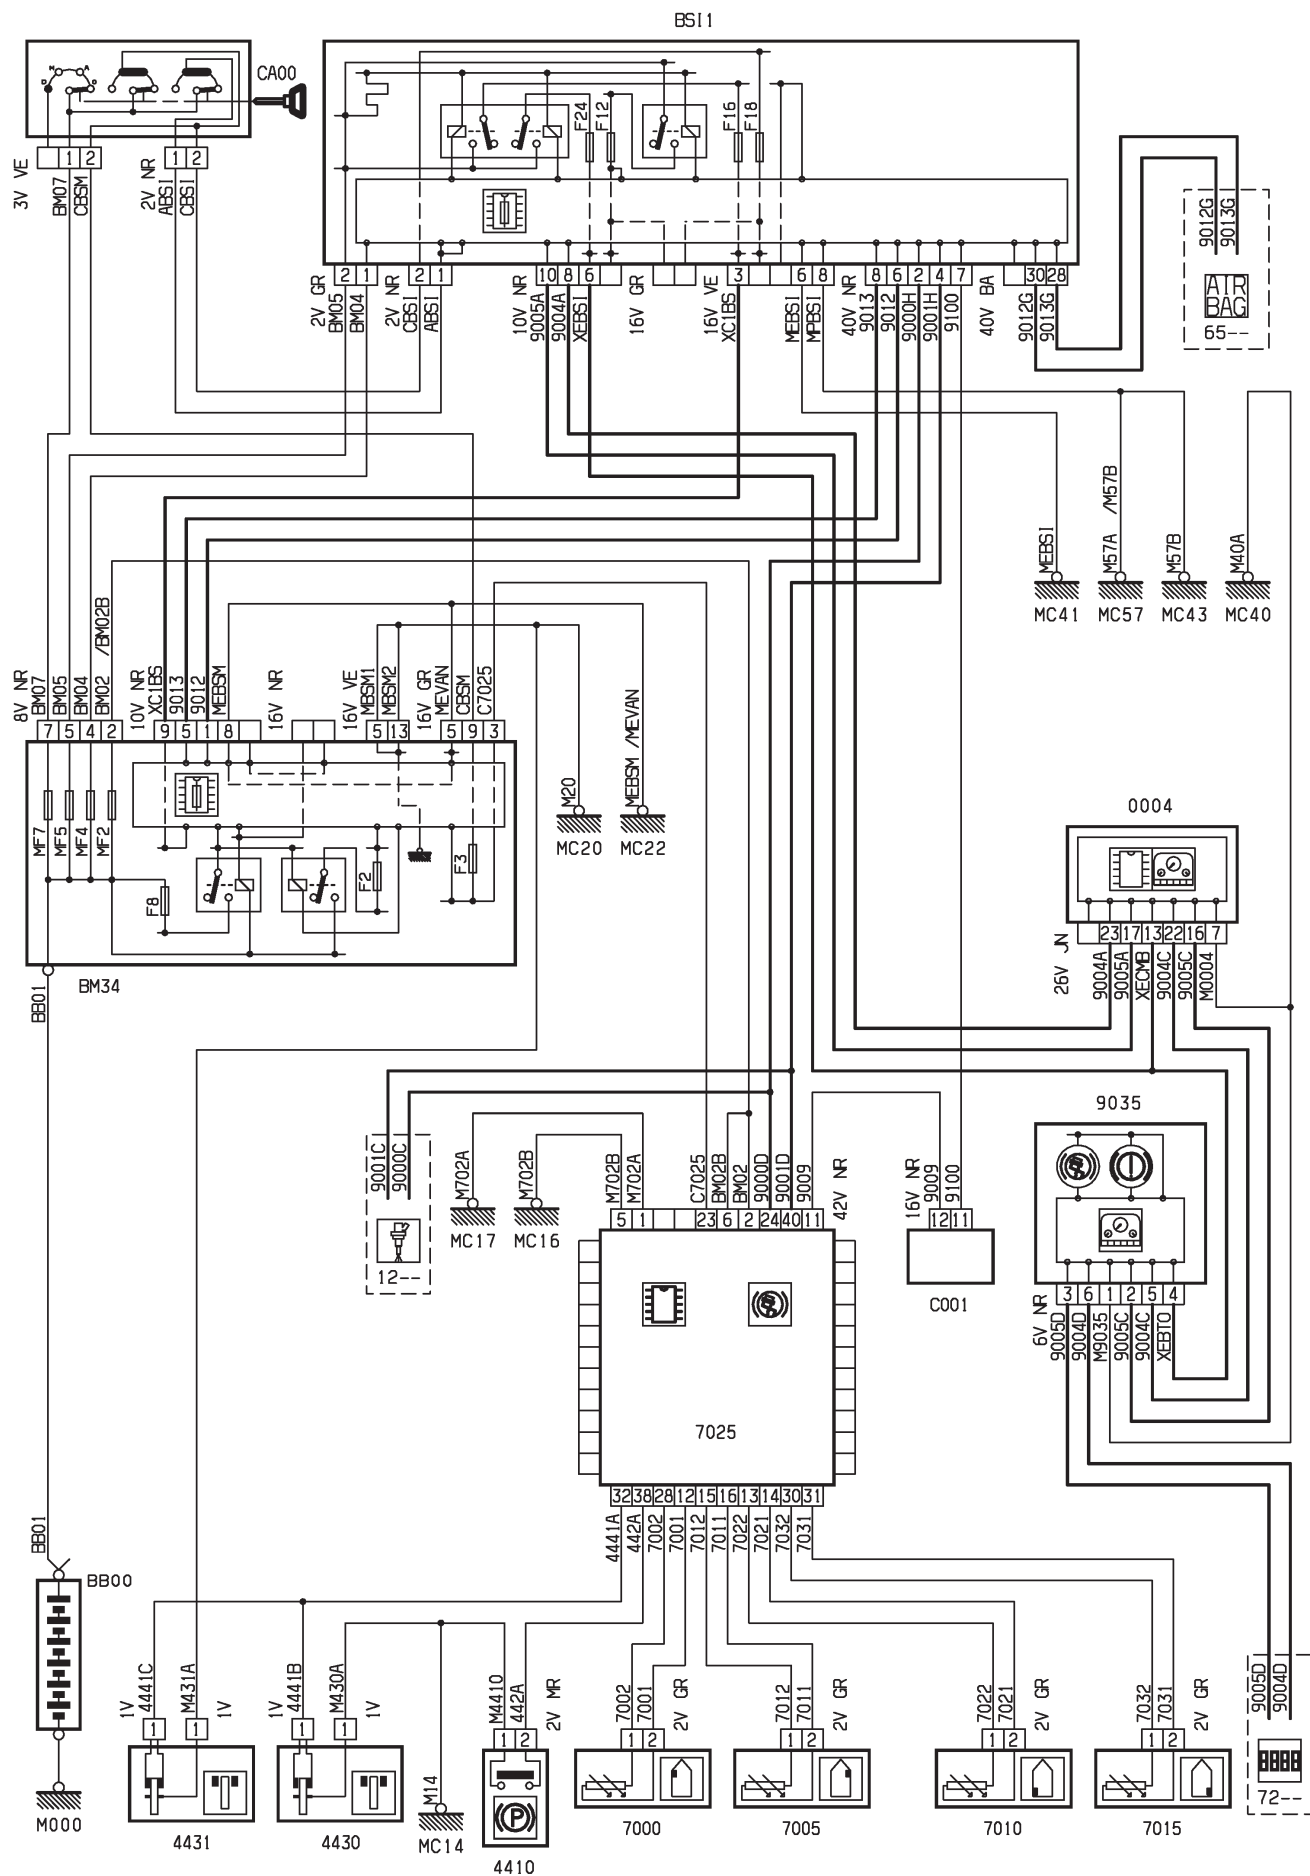 BSI1
CA00
N
A
D
D
3V VE
1
2
BM07
CBSM
2V NR
1
2
ABSI
CBSI
F24
F12
F16
F18
2
1
2
1
10
8
6
3
6
8
8
6
2
4
7
30
28
2V GR
BM05
BM04
2V NR
CBSI
ABSI
10V NR
9005A
9004A
XEBSI
16V GR
16V VE
XC1BS
MEBSI
MPBSI
40V NR
9013
9012
9000H
9001H
9100
40V BA
9012G
9013G
9012G
9013G
AIR
BAG
65--
MEBSI
M57A /M57B
M57B
M40A
MC41
MC57
MC43
MC40
8V NR
BM07
BM05
BM04
BM02 /BM02B
10V NR
XC1BS
9013
9012
MEBSM
16V NR
16V VE
MBSM1
MBSM2
16V GR
MEVAN
CBSM
C7025
7
5
4
2
9
5
1
8
5
13
5
9
3
MF7
MF5
MF4
MF2
F8
F2
F3
BM34
M20
MEBSM /MEVAN
MC20
MC22
0004
26V JN
23
17
13
22
16
7
9004A
9005A
XECMB
9004C
9005C
M0004
BB01
9035
9001C
9000C
12--
M702A
M702B
MC17
MC16
M702B
M702A
C7025
BM02B
BM02
9000D
9001D
9009
42V NR
5
1
23
6
2
24
40
11
16V NR
9009
9100
12
11
C001
7025
6V NR
3
6
1
2
5
4
9005D
9004D
M9035
9005C
9004C
XEBTO
32
38
28
12
15
16
13
14
30
31
4441A
442A
7002
7001
7012
7011
7022
7021
7032
7031
BB01
BB00
M000
1V
4441C
M431A
1V
1
1
4431
1V
4441B
M430A
1V
1
1
4430
M14
MC14
M4410
442A
2V MR
1
2
P
4410
7002
7001
2V GR
1
2
7000
7012
7011
2V GR
1
2
7005
7022
7021
2V GR
1
2
7010
7032
7031
2V GR
1
2
7015
9005D
9004D
8888
72--